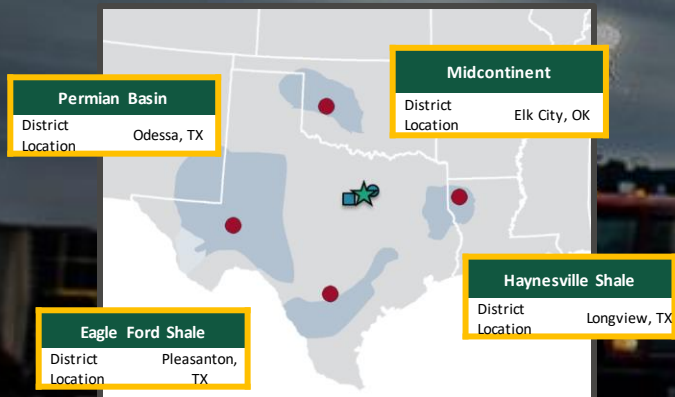 Permian Basin
District
Location
Odessa, TX
Midcontinent
District
Location
Elk City, OK
Eagle Ford Shale
District
Location
Pleasanton,
TX
Haynesville Shale
District
Location
Longview, TX